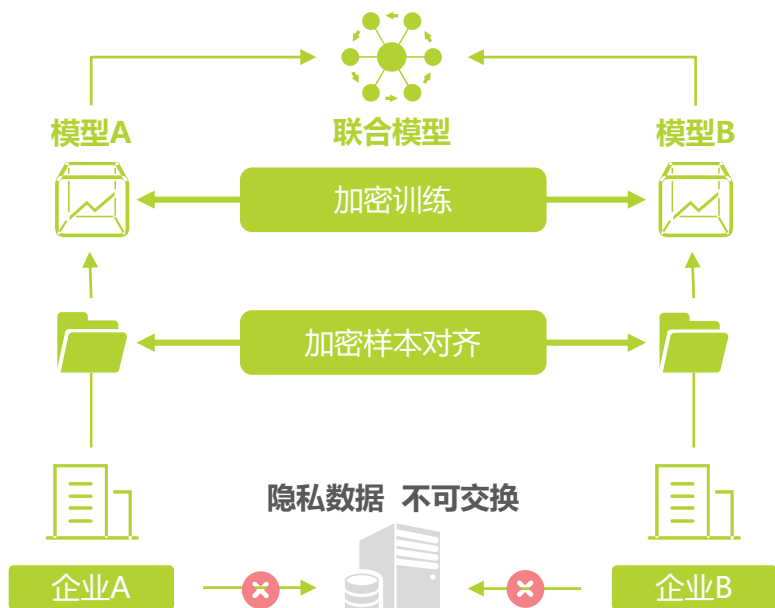 模型A
联合模型
模型B
加密训练
加密样本对齐
隐私数据 不可交换
企业A
企业B